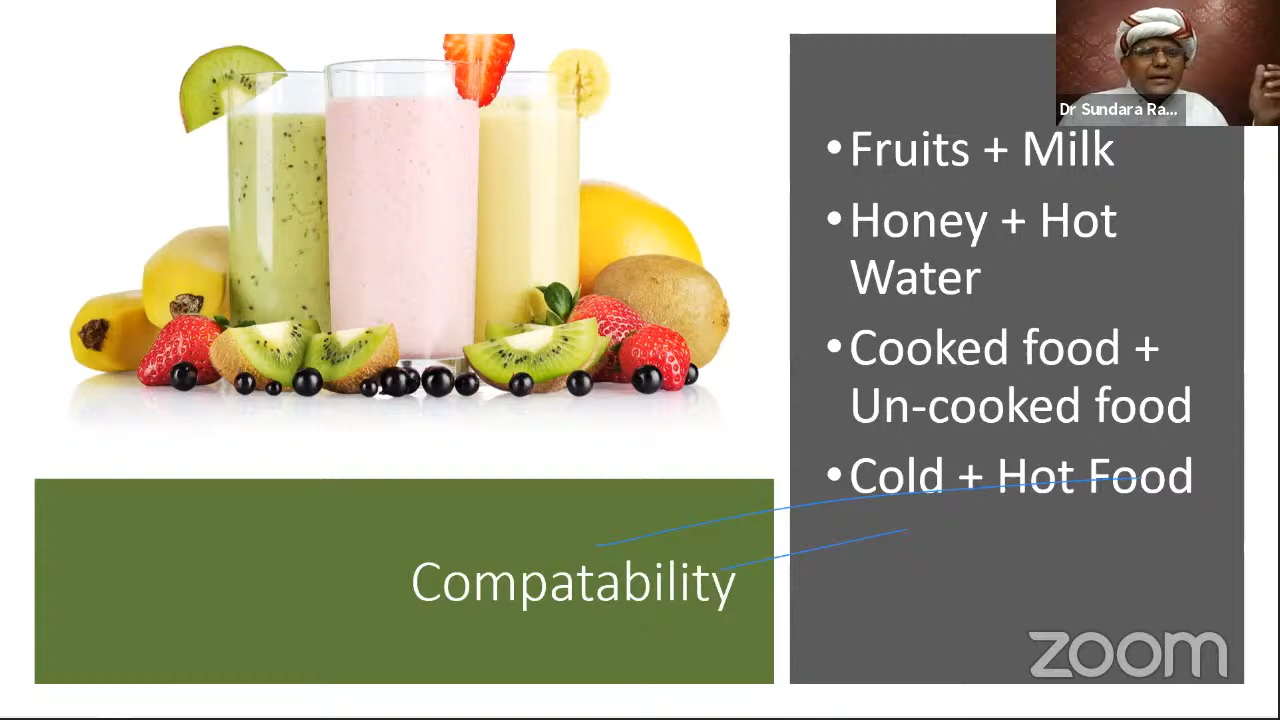 Dr Sundara Ra...
• Fruits + Milk
• Honey + Hot
Water
• Cooked food +
Un-cooked food
• Cold + Hot Food
Compatability
zoom